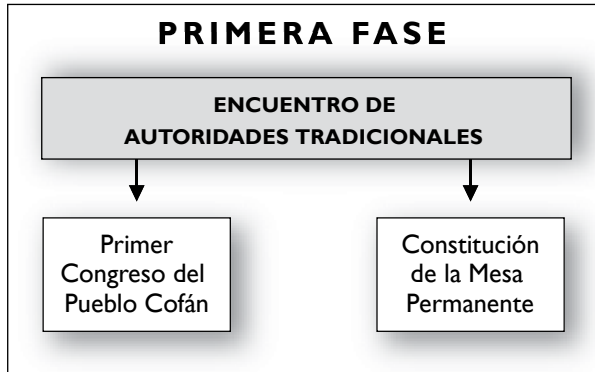 PRIMERA FASE
ENCUENTRO DE
AUTORIDADES TRADICIONALES
Primer
Congreso del
Pueblo Cofán
Constitución
de la Mesa
Permanente